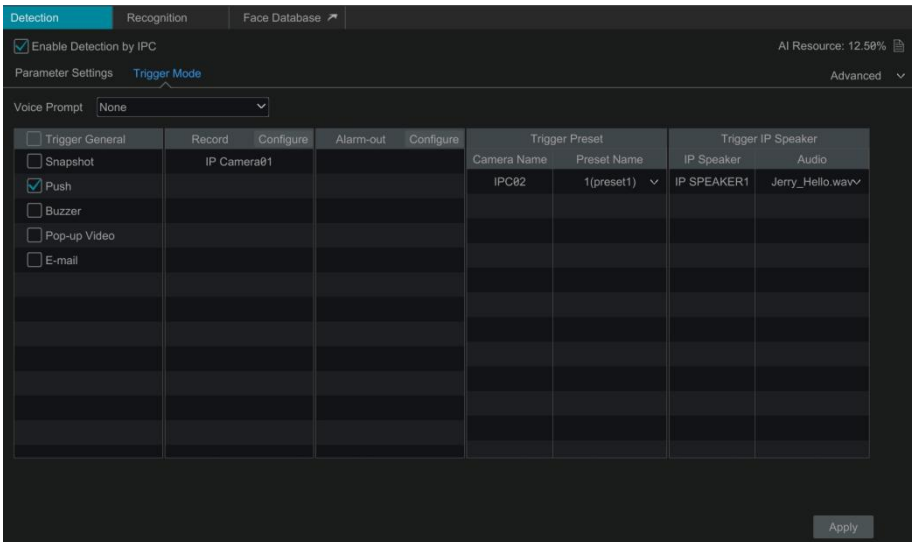 Detection Recognition Face Database
Enable Detection by IPC AI Resource: 12.50%
Parameter Settings Trigger Mode Advanced
Voice Prompt None
Trigger General Record Configure Alarm-out Configure Trigger Preset Trigger IP Speaker
Camera Name Preset Name IP Speaker Audio
Snapshot IP Camera01
Push IPC02 1(preset1) IP SPEAKER1 Jerry_Hello.wav
Buzzer
Pop-up Video
E-mail
Apply